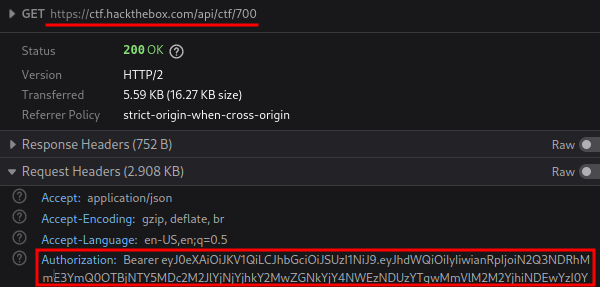 GET https://ctf.hackthebox.com/api/ctf/700
Status 200 OK ?
Version HTTP/2
Transferred 5.59 KB (16.27 KB size)
Referrer Policy strict-origin-when-cross-origin
Response Headers (752 B) Raw
Request Headers (2.908 KB) Raw
? Accept: application/json
? Accept-Encoding: gzip, deflate, br
? Accept-Language: en-US,en;q=0.5
? Authorization: Bearer